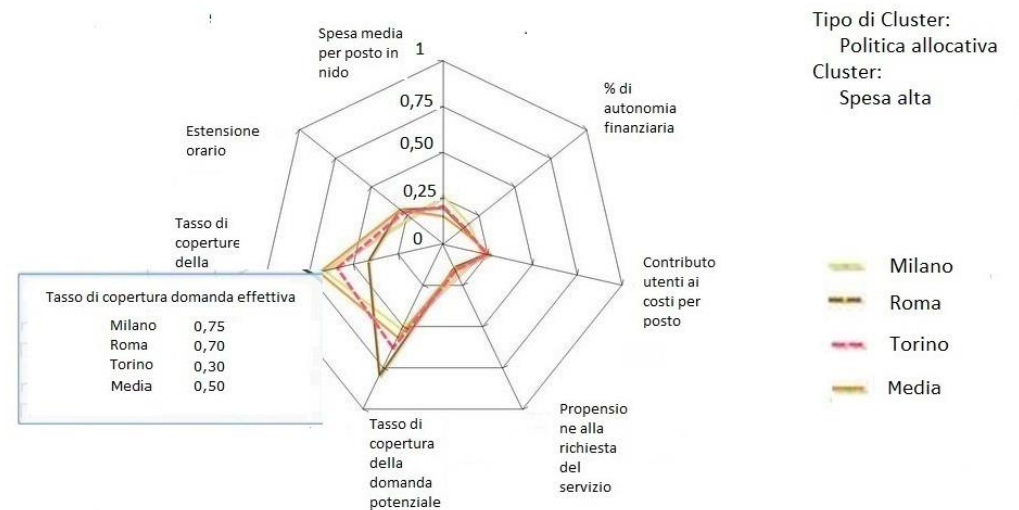 Spesa media
per posto in
nido
1
0,75
0,50
0,25
0
% di
autonomia
finanziaria
Contributo
utenti ai
costi per
posto
Propensio
ne alla
richiesta
del
servizio
Tasso di
copertura
della
domanda
potenziale
Tasso di
coperture
della
Estensione
orario
Tasso di copertura domanda effettiva
Milano 0,75
Roma 0,70
Torino 0,30
Media 0,50
Tipo di Cluster:
Politica allocativa
Cluster:
Spesa alta
Milano
Roma
Torino
Media